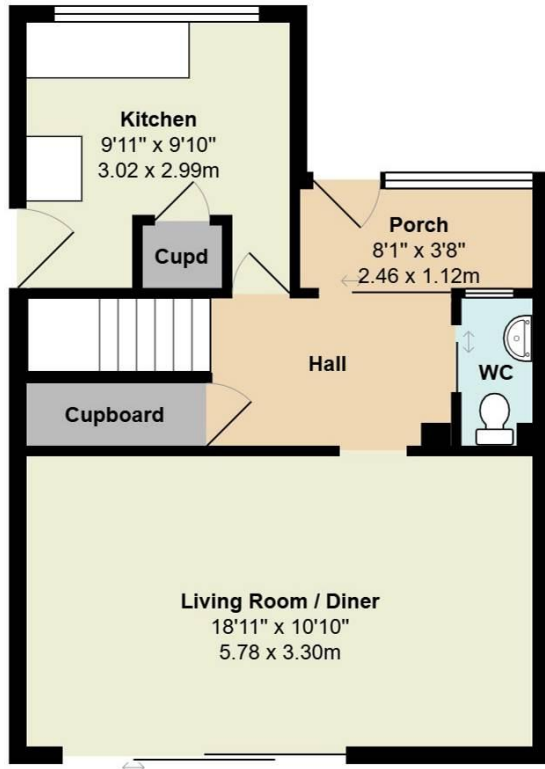 Kitchen
9'11" x 9'10"
3.02 x 2.99m
Porch
8'1" x 3'8"
2.46 x 1.12m
Cupd
Hall
WC
Cupboard
Living Room / Diner
18'11" x 10'10"
5.78 x 3.30m